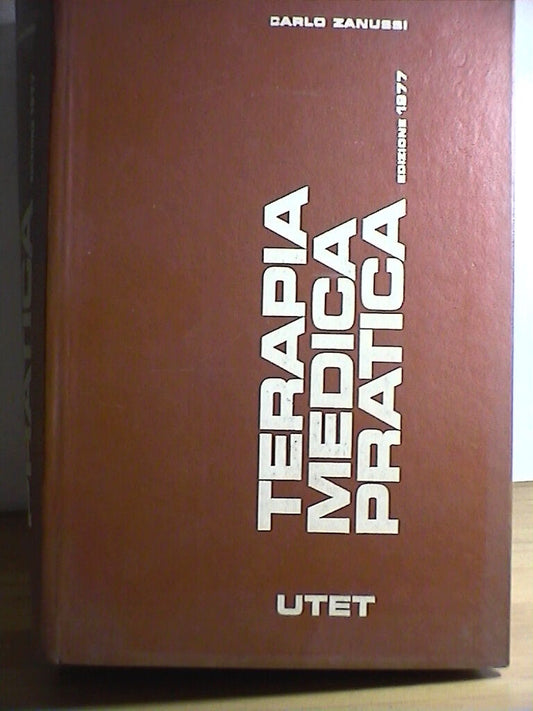 CARLO ZANUSSI
TERAPIA
MEDICA
PRATICA
EDIZIONE 1977
UTET